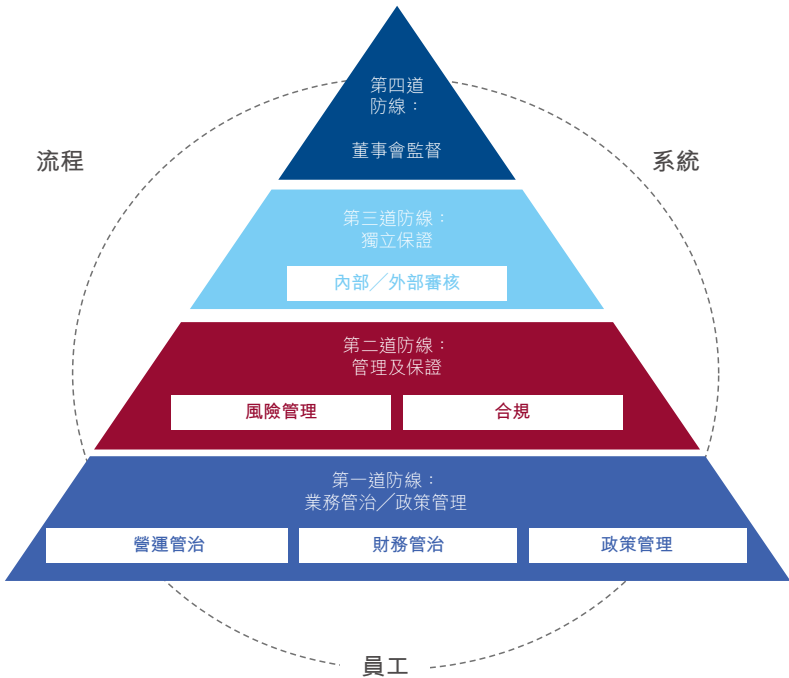 第四道
防線：
董事會監督
流程
系統
第三道防線：
獨立保證
內部／外部審核
第二道防線：
管理及保證
風險管理
合規
第一道防線：
業務管治／政策管理
營運管治
財務管治
政策管理
員工